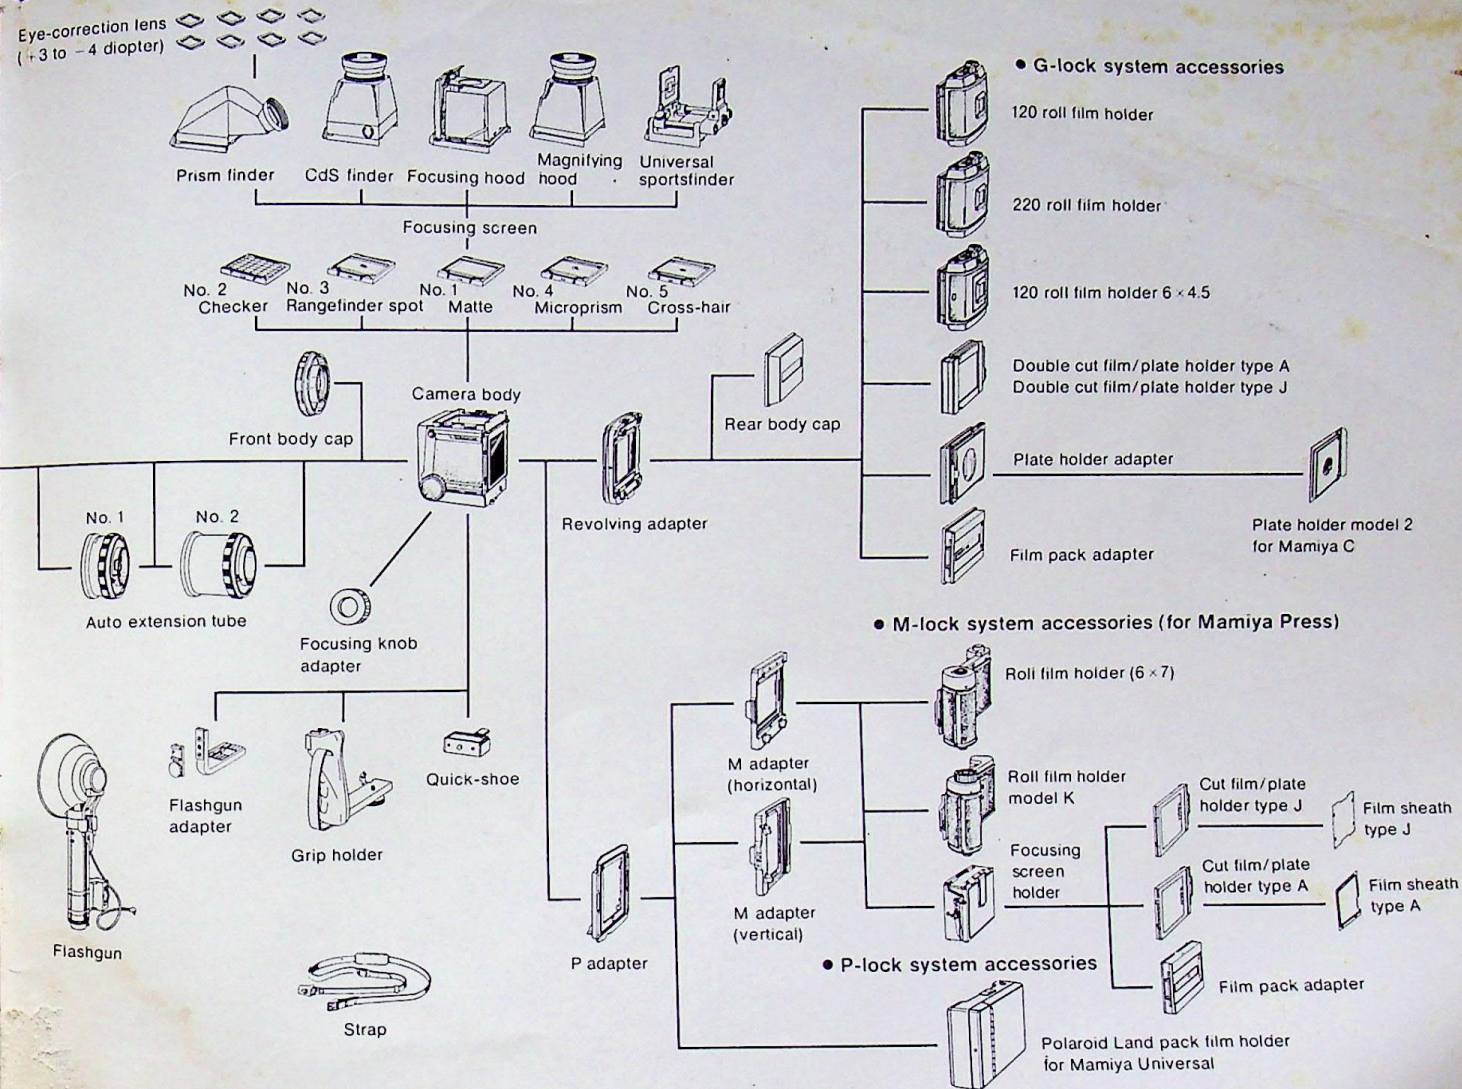 Eye-correction lens
(+3 to −4 diopter)
Prism finder
CdS finder
Focusing hood
Magnifying
hood
Universal
sportsfinder
Focusing screen
No. 2
Checker
No. 3
Rangefinder spot
No. 1
Matte
No. 4
Microprism
No. 5
Cross-hair
Front body cap
Camera body
Rear body cap
Revolving adapter
No. 1
No. 2
Auto extension tube
Focusing knob
adapter
Flashgun
adapter
Grip holder
Quick-shoe
Flashgun
Strap
● G-lock system accessories
120 roll film holder
220 roll film holder
120 roll film holder 6×4.5
Double cut film/plate holder type A
Double cut film/plate holder type J
Plate holder adapter
Plate holder model 2
for Mamiya C
Film pack adapter
● M-lock system accessories (for Mamiya Press)
Roll film holder (6×7)
M adapter
(horizontal)
Roll film holder
model K
Cut film/plate
holder type J
Film sheath
type J
Focusing
screen
holder
Cut film/plate
holder type A
Film sheath
type A
M adapter
(vertical)
P adapter
● P-lock system accessories
Film pack adapter
Polaroid Land pack film holder
for Mamiya Universal